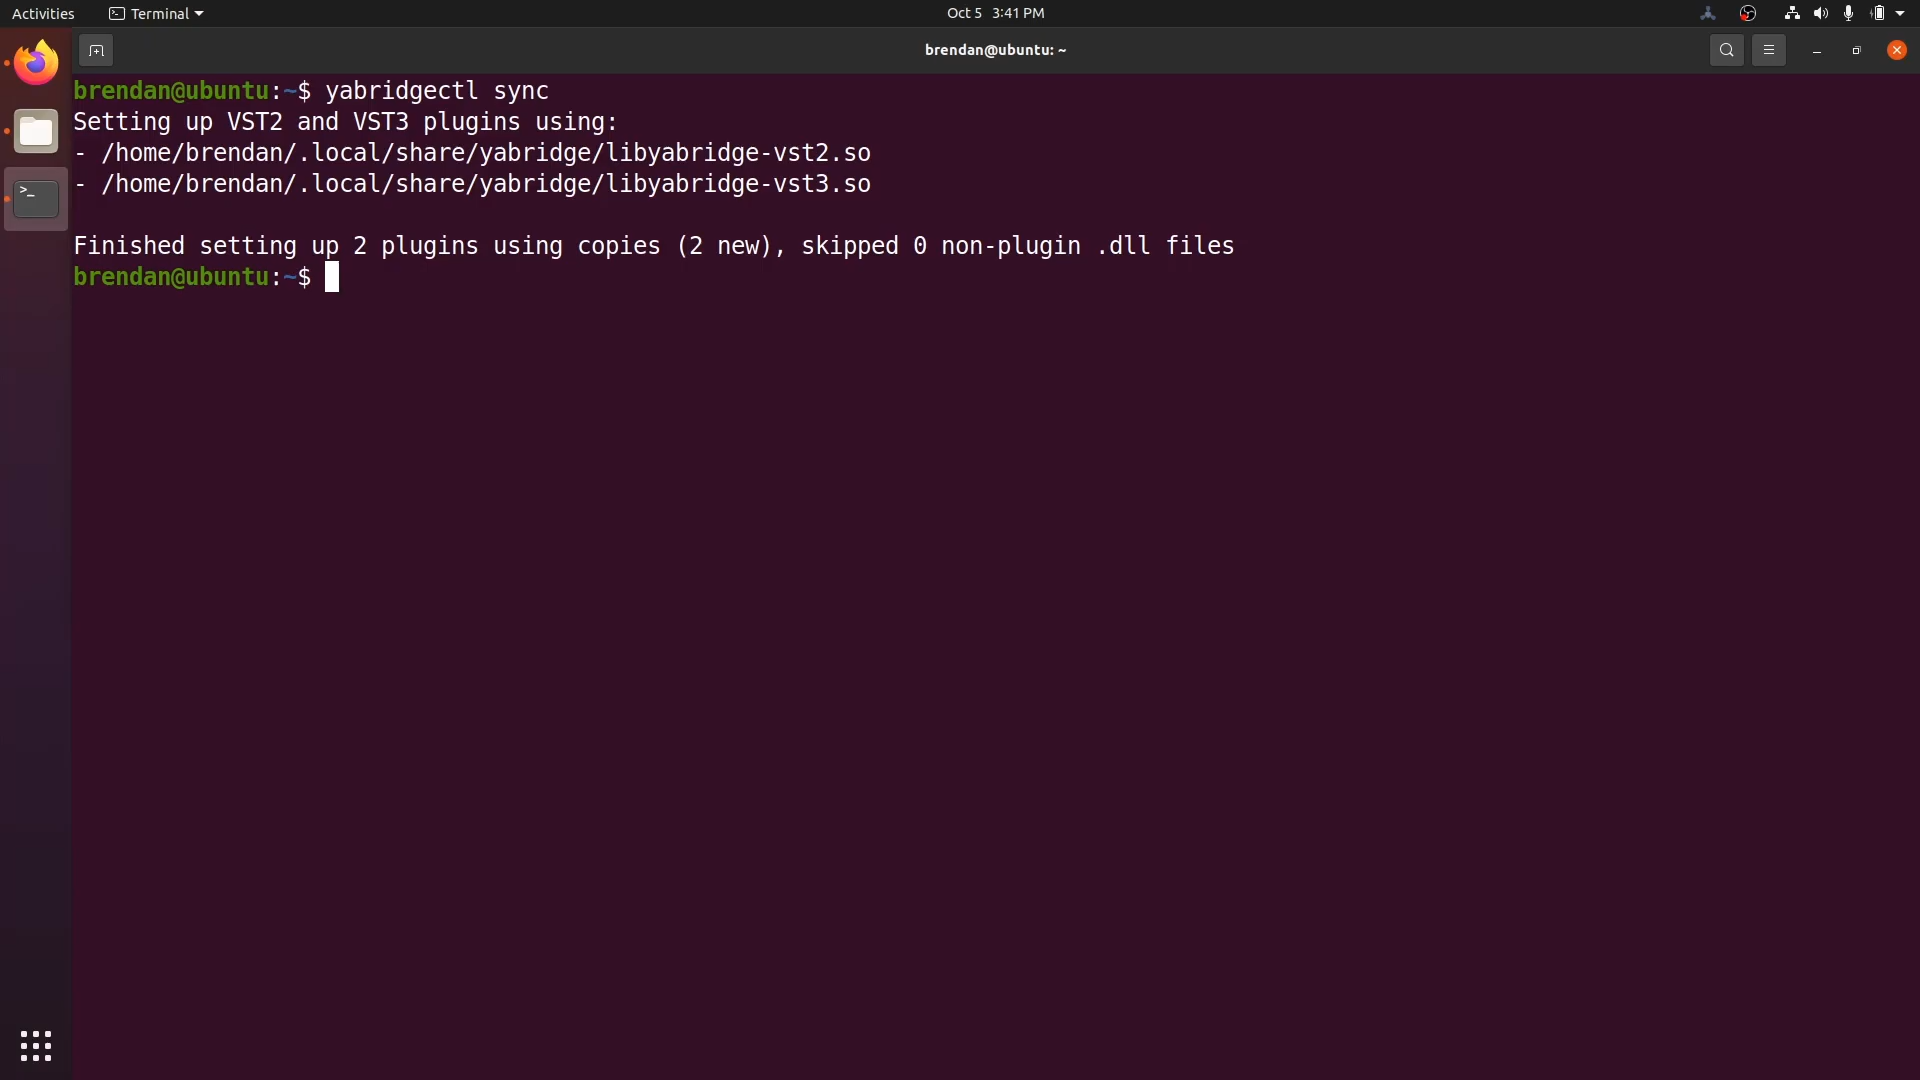 Activities Terminal Oct 5 3:41 PM
brendan@ubuntu: ~
brendan@ubuntu:~$ yabridgectl sync
Setting up VST2 and VST3 plugins using:
- /home/brendan/.local/share/yabridge/libyabridge-vst2.so
- /home/brendan/.local/share/yabridge/libyabridge-vst3.so
Finished setting up 2 plugins using copies (2 new), skipped 0 non-plugin .dll files
brendan@ubuntu:~$